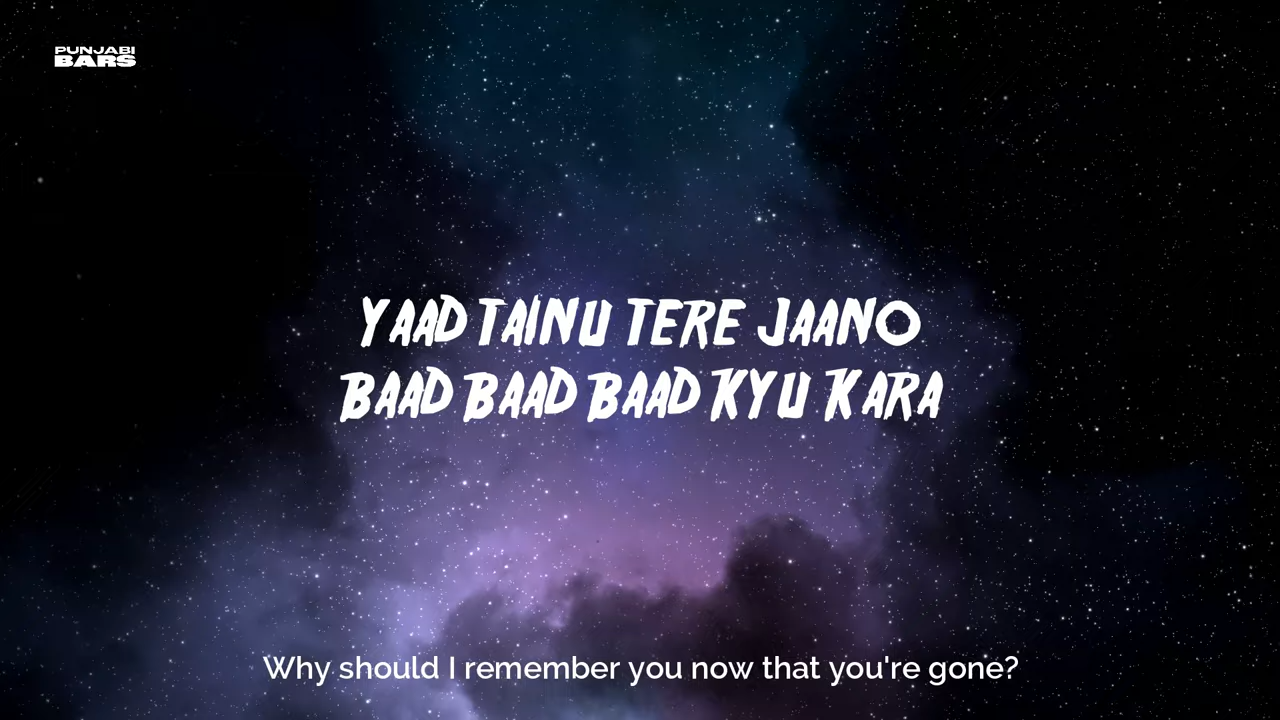 PUNJABI
BARS
YAAD TAINU TERE JAANO
BAAD BAAD BAAD KYU KARA
Why should I remember you now that you're gone?